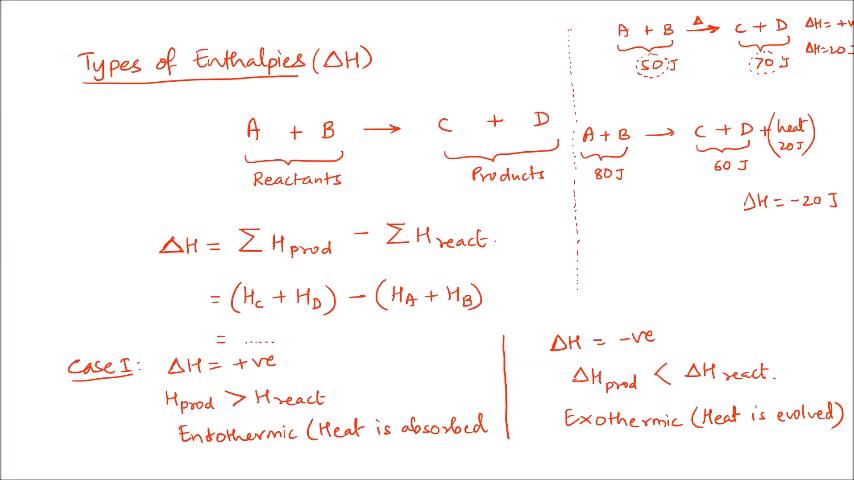 Types of Enthalpies (ΔH)
A + B → C + D
Reactants Products
ΔH = ∑ Hprod - ∑ Hreact.
= (HC + HD) - (HA + HB)
= ......
Case I: ΔH = +ve
Hprod > Hreact
Endothermic (Heat is absorbed
ΔH = -ve
ΔHprod < ΔHreact.
Exothermic (Heat is evolved)
A + B →Δ C + D ΔH = +v
50 J 70 J ΔH = 20 J
A + B → C + D + (heat 20 J)
80 J 60 J
ΔH = -20 J